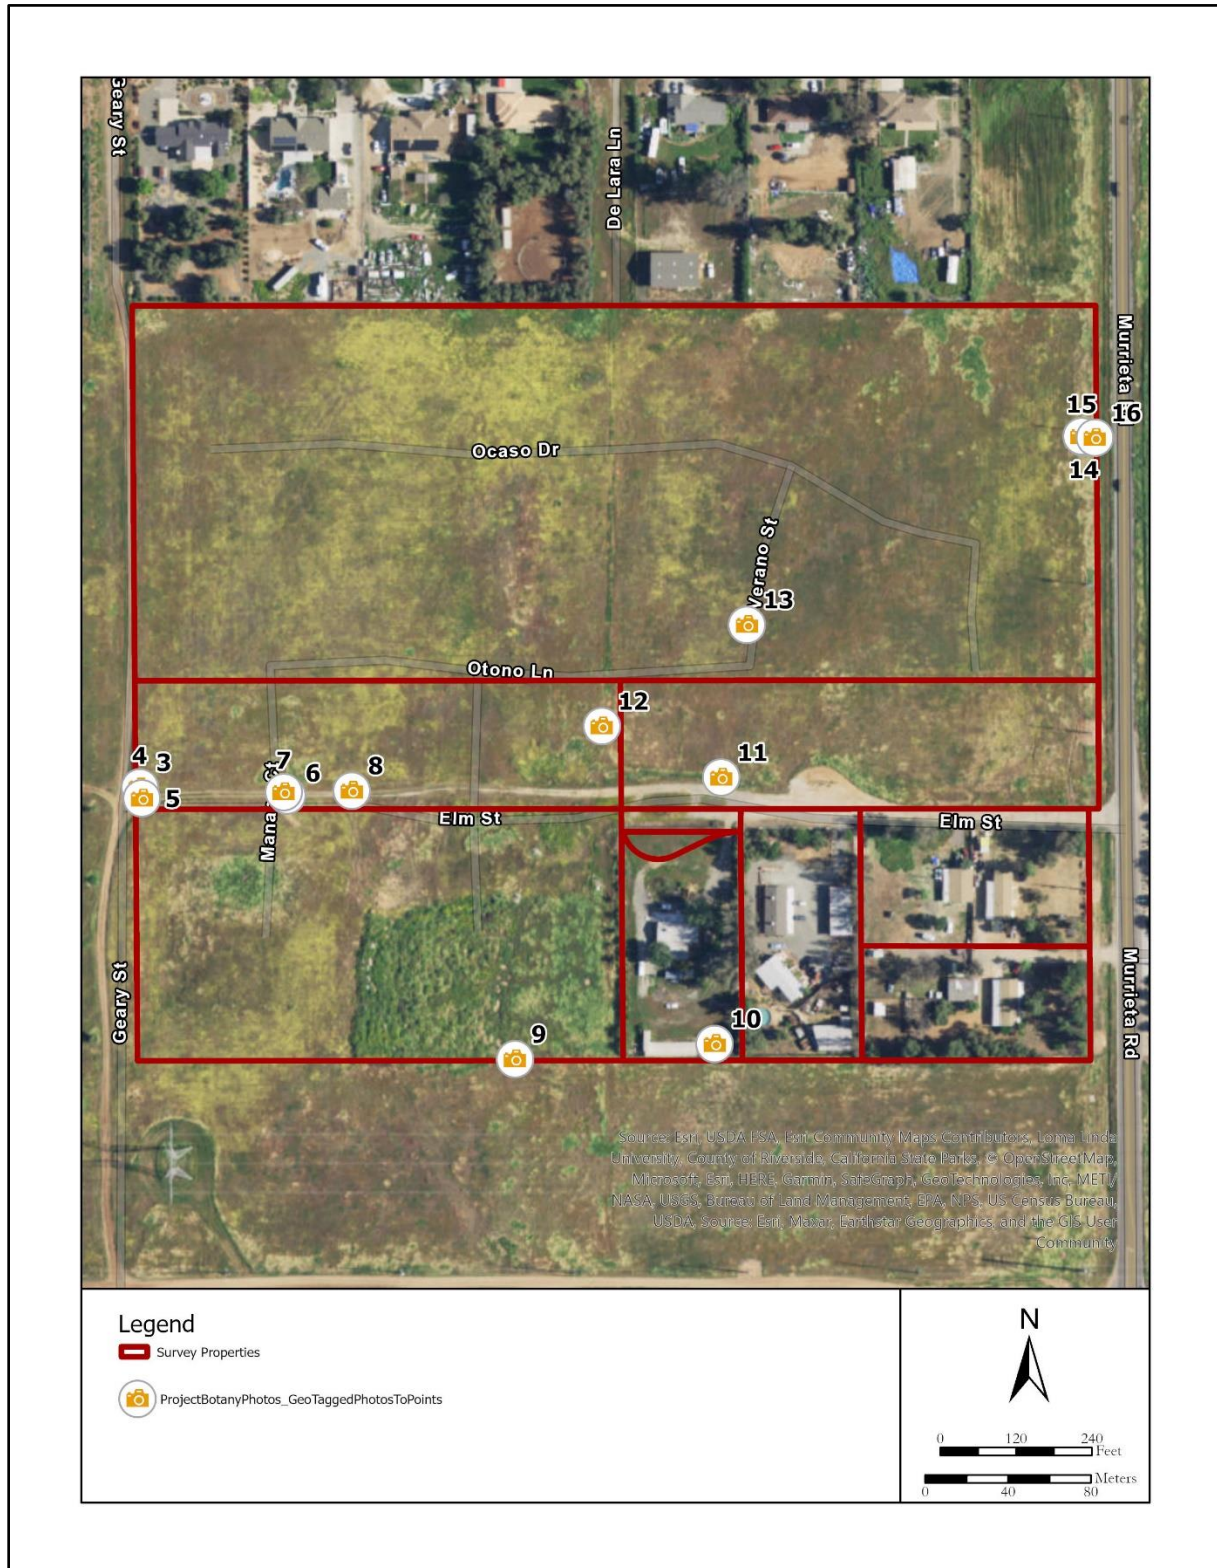 Geary St
De Lara Ln
Murrieta
15
16
14
Ocaso Dr
Verano St
13
Otono Ln
12
11
4
3
7
6
8
5
St
Mana
Elm St
Elm St
Geary St
Murrieta Rd
9
10
Source: Esri, USDA FSA, Esri Community Maps Contributors, Loma Linda
University, County of Riverside, California State Parks, © OpenStreetMap,
Microsoft, Esri, HERE, Garmin, SafeGraph, GeoTechnologies, Inc, METI/
NASA, USGS, Bureau of Land Management, EPA, NPS, US Census Bureau,
USDA, Source: Esri, Maxar, Earthstar Geographics, and the GIS User
Community
Legend
Survey Properties
ProjectBotanyPhotos_GeoTaggedPhotosToPoints
N
0 120 240
Feet
Meters
0 40 80